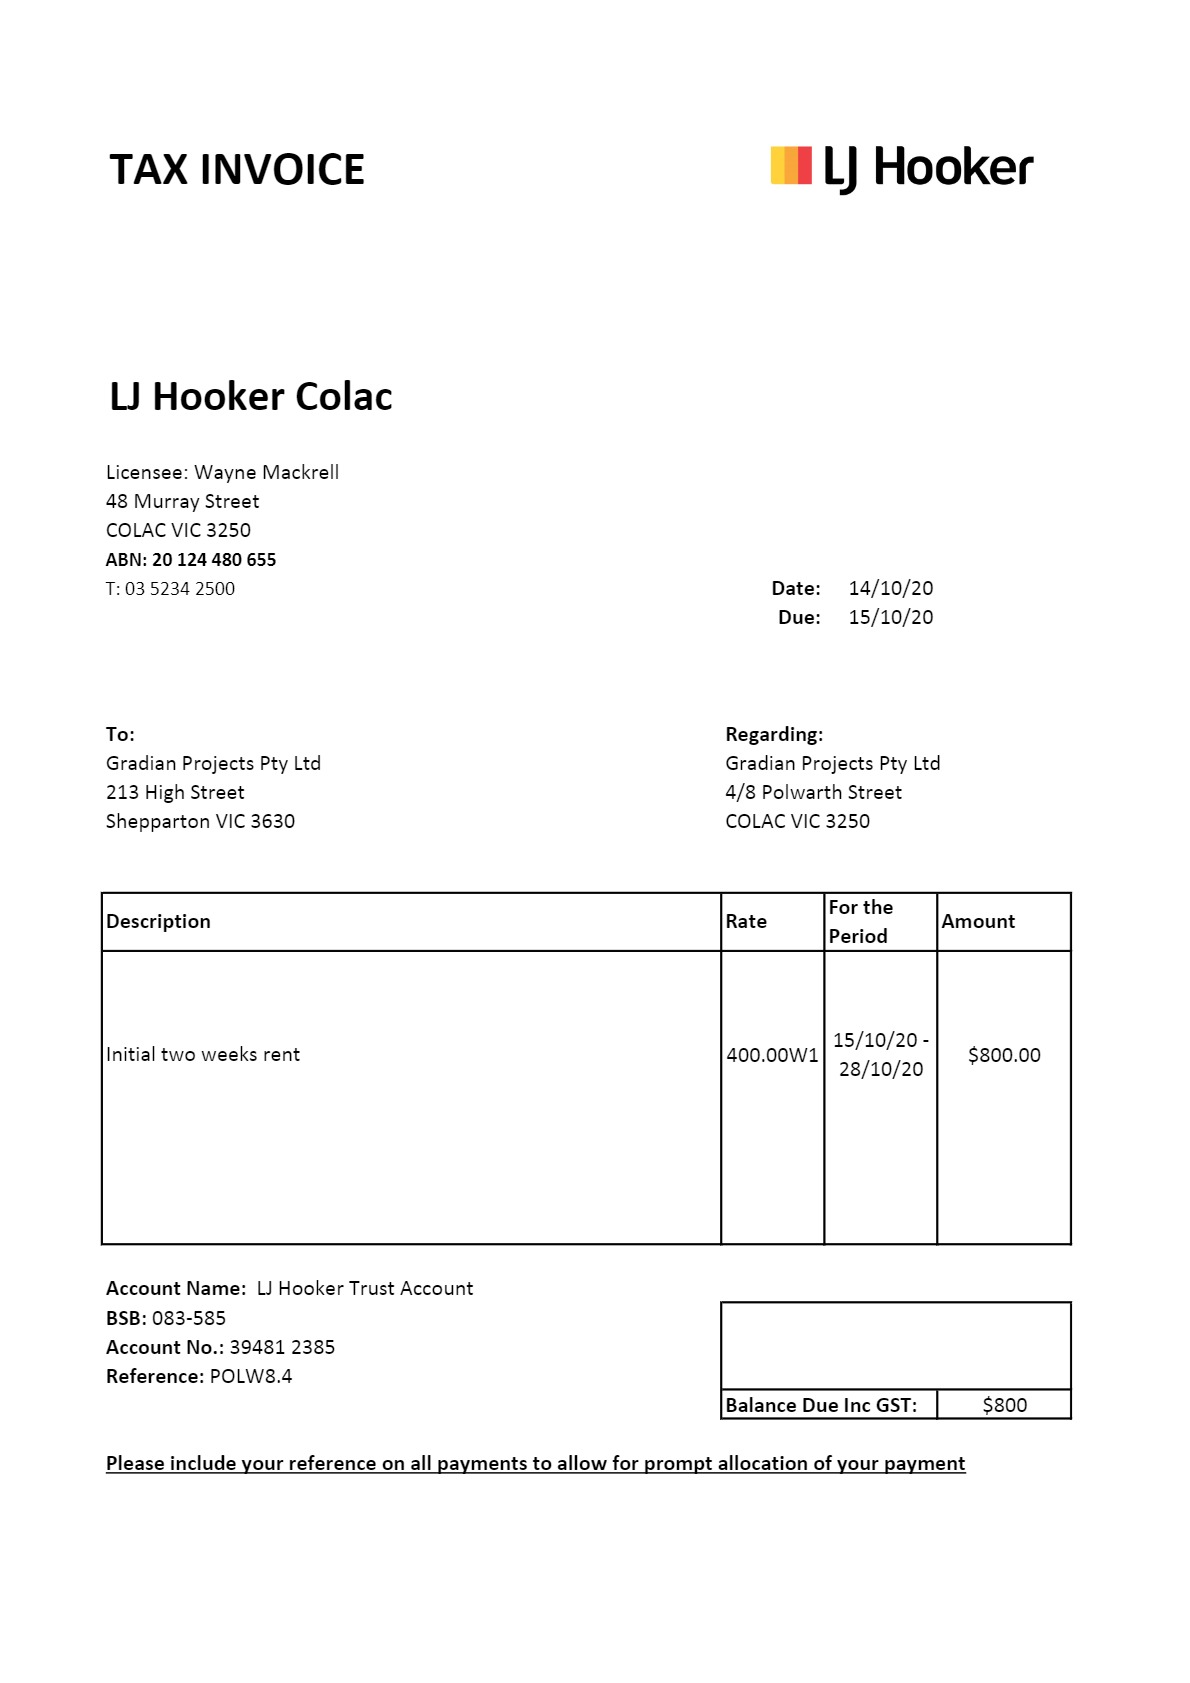 TAX INVOICE
LJ Hooker
LJ Hooker Colac
Licensee: Wayne Mackrell
48 Murray Street
COLAC VIC 3250
ABN: 20 124 480 655
T: 03 5234 2500
Date: 14/10/20
Due: 15/10/20
To:
Gradian Projects Pty Ltd
213 High Street
Shepparton VIC 3630
Regarding:
Gradian Projects Pty Ltd
4/8 Polwarth Street
COLAC VIC 3250
Description Rate For the Period Amount
Initial two weeks rent 400.00W1 15/10/20 - 28/10/20 $800.00
Account Name: LJ Hooker Trust Account
BSB: 083-585
Account No.: 39481 2385
Reference: POLW8.4
Balance Due Inc GST: $800
Please include your reference on all payments to allow for prompt allocation of your payment